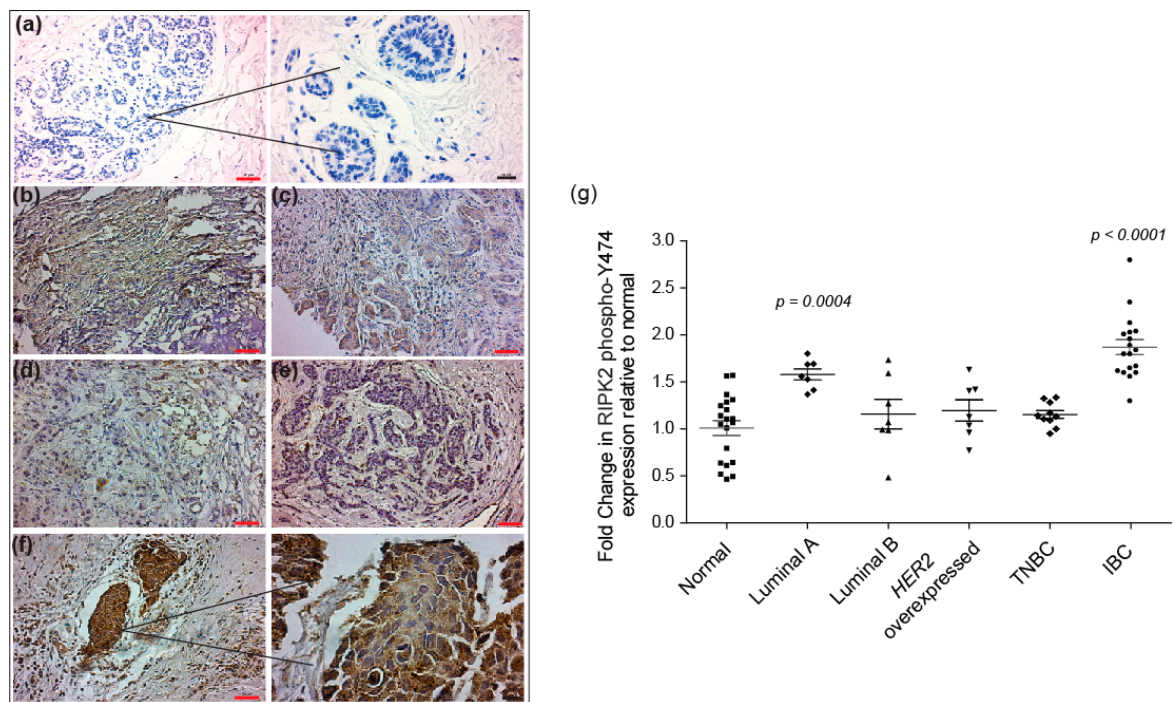 (a)
(b)
(c)
(d)
(e)
(f)
(g)
p < 0.0001
p = 0.0004
3.0
2.5
2.0
1.5
1.0
0.5
0.0
Fold Change in RIPK2 phospho-Y474
expression relative to normal
Normal
Luminal A
Luminal B
HER2
overexpressed
TNBC
IBC